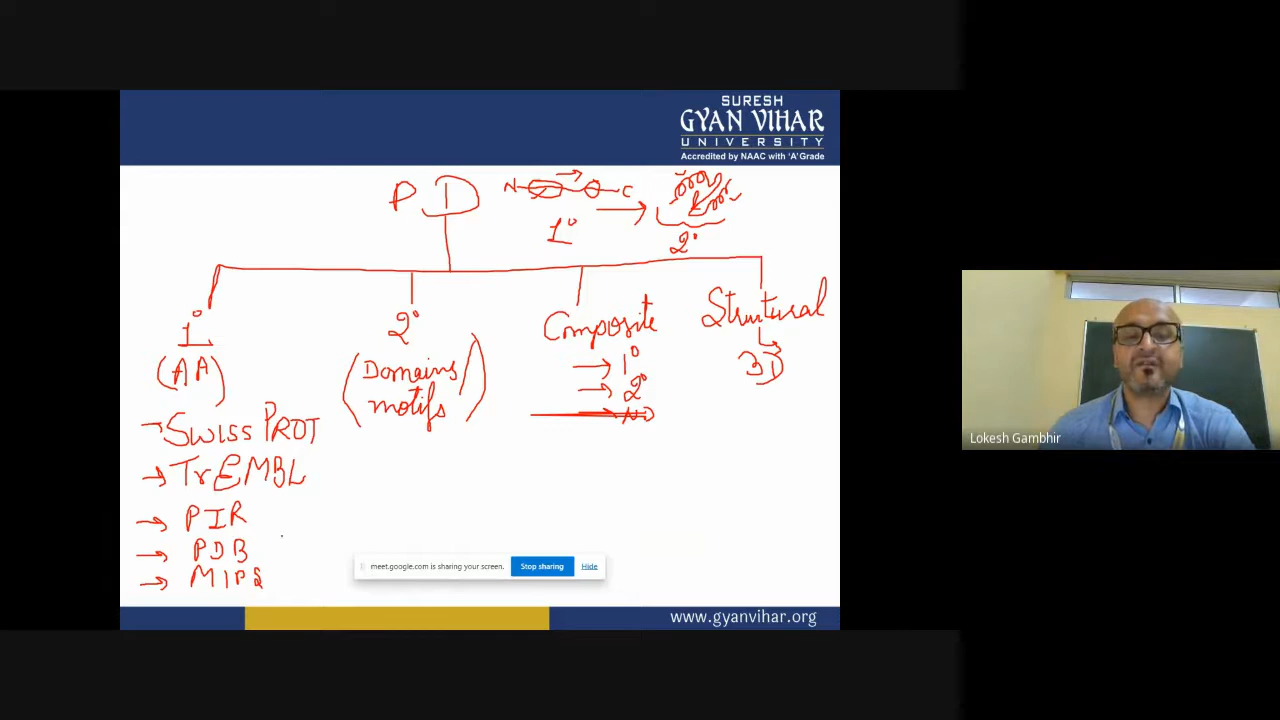 SURESH
GYAN VIHAR
UNIVERSITY
Accredited by NAAC with 'A' Grade
P D
N C
1°
2°
1°
(AA)
→ SWISS PROT
→ TrEMBL
→ PIR
→ PDB
→ MIPS
2°
(Domains
motifs)
Composite
→ 1°
→ 2°
Structural
3D
meet.google.com is sharing your screen.
Stop sharing
Hide
www.gyanvihar.org
Lokesh Gambhir